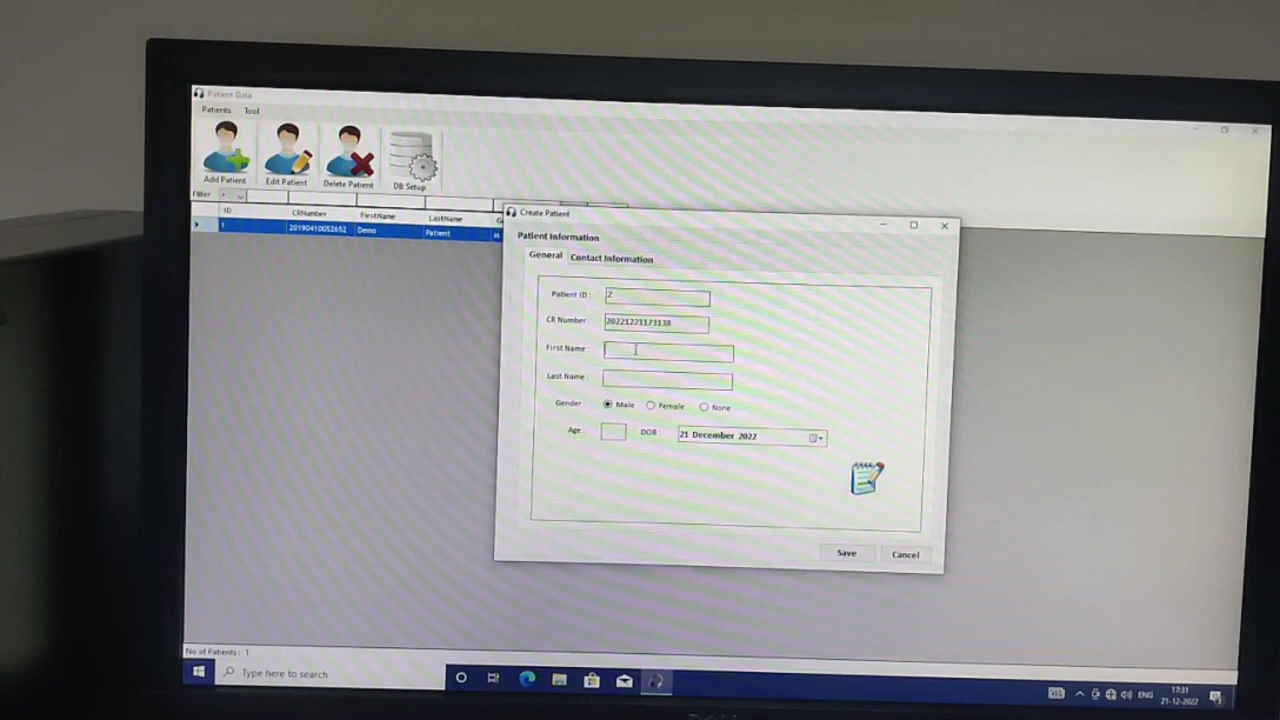 Patient Data
Patients Tool
Add Patient Edit Patient Delete Patient DB Setup
Filter *
ID CRNumber FirstName LastName
1 20190410052652 Demo Patient M
Create Patient
Patient Information
General Contact Information
Patient ID : 2
CR Number : 20221221173138
First Name :
Last Name :
Gender Male Female None
Age : DOB : 21 December 2022
Save Cancel
No of Patients : 1
Type here to search
ENG
17:31
21-12-2022